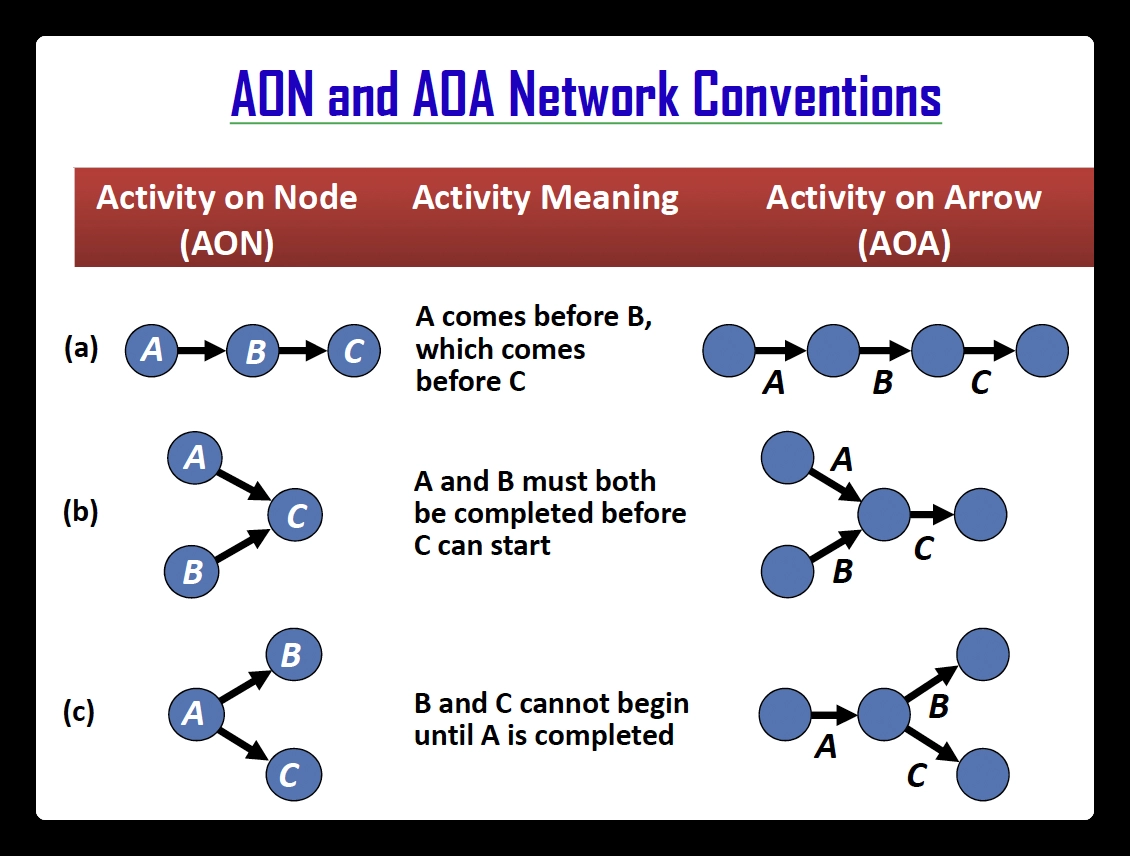 AON and AOA Network Conventions
Activity on Node
(AON)
Activity Meaning
Activity on Arrow
(AOA)
(a)
A
B
C
A comes before B,
which comes
before C
A
B
C
(b)
A
B
C
A and B must both
be completed before
C can start
A
B
C
(c)
A
B
C
B and C cannot begin
until A is completed
A
B
C